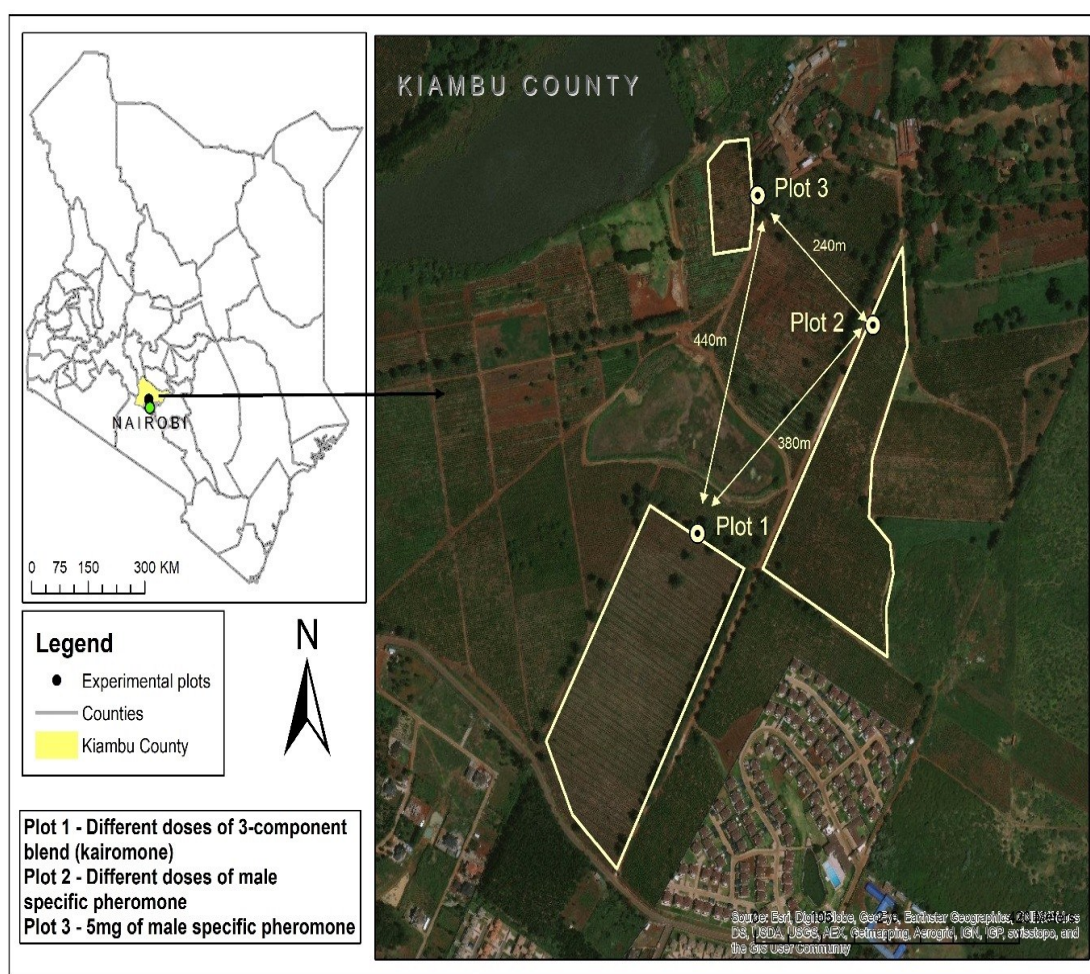 KIAMBU COUNTY
Plot 3
240m
Plot 2
440m
380m
Plot 1
NAIROBI
0 75 150 300 KM
Legend
Experimental plots
Counties
Kiambu County
N
Plot 1 - Different doses of 3-component
blend (kairomone)
Plot 2 - Different doses of male
specific pheromone
Plot 3 - 5mg of male specific pheromone
Source: Esri, DigitalGlobe, GeoEye, Earthstar Geographics,
DS, USDA, USGS, AEX, Getmapping, Aerogrid, IGN, IGP, swisstopo, and
the GIS User Community